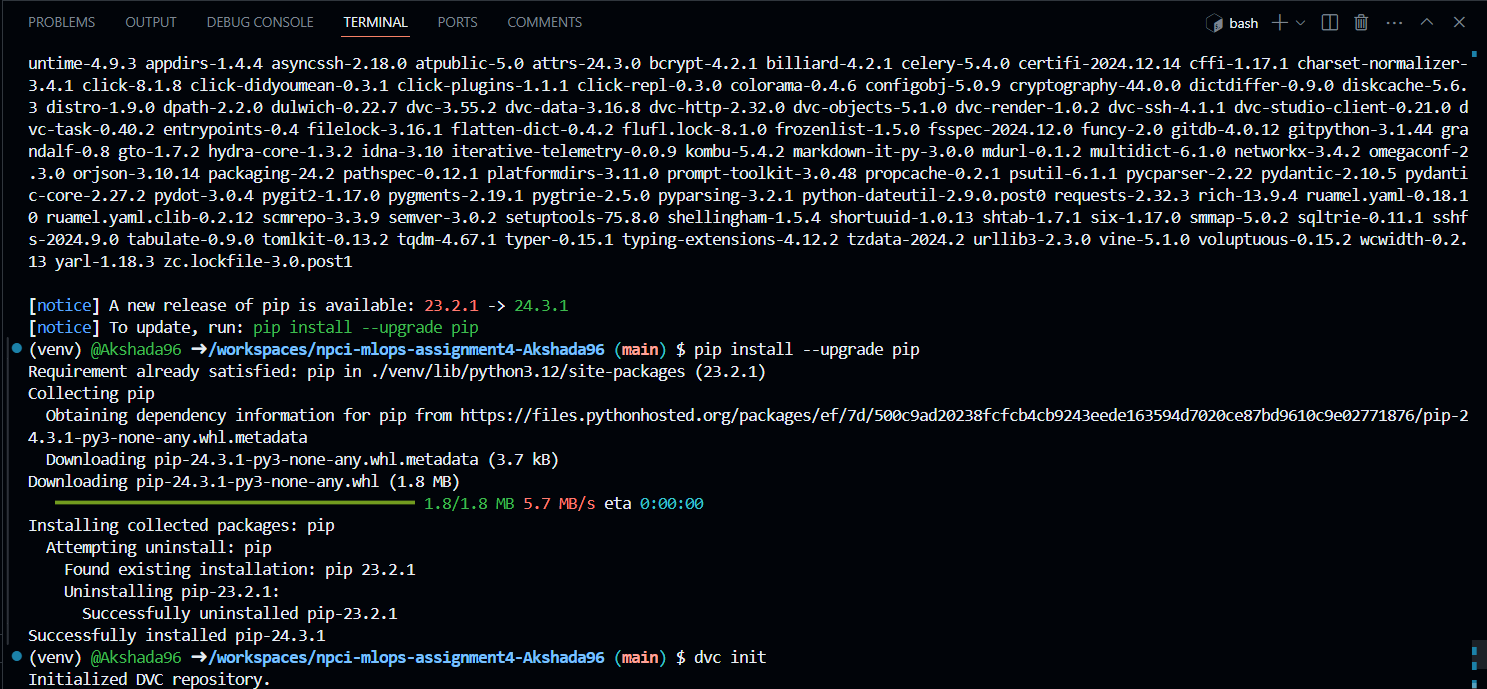 PROBLEMS OUTPUT DEBUG CONSOLE TERMINAL PORTS COMMENTS bash
untime-4.9.3 appdirs-1.4.4 asyncssh-2.18.0 atpublic-5.0 attrs-24.3.0 bcrypt-4.2.1 billiard-4.2.1 celery-5.4.0 certifi-2024.12.14 cffi-1.17.1 charset-normalizer-
3.4.1 click-8.1.8 click-didyoumean-0.3.1 click-plugins-1.1.1 click-repl-0.3.0 colorama-0.4.6 configobj-5.0.9 cryptography-44.0.0 dictdiffer-0.9.0 diskcache-5.6.
3 distro-1.9.0 dpath-2.2.0 dulwich-0.22.7 dvc-3.55.2 dvc-data-3.16.8 dvc-http-2.32.0 dvc-objects-5.1.0 dvc-render-1.0.2 dvc-ssh-4.1.1 dvc-studio-client-0.21.0 d
vc-task-0.40.2 entrypoints-0.4 filelock-3.16.1 flatten-dict-0.4.2 flufl.lock-8.1.0 frozenlist-1.5.0 fsspec-2024.12.0 funcy-2.0 gitdb-4.0.12 gitpython-3.1.44 gra
ndalf-0.8 gto-1.7.2 hydra-core-1.3.2 idna-3.10 iterative-telemetry-0.0.9 kombu-5.4.2 markdown-it-py-3.0.0 mdurl-0.1.2 multidict-6.1.0 networkx-3.4.2 omegaconf-2
.3.0 orjson-3.10.14 packaging-24.2 pathspec-0.12.1 platformdirs-3.11.0 prompt-toolkit-3.0.48 propcache-0.2.1 psutil-6.1.1 pycparser-2.22 pydantic-2.10.5 pydanti
c-core-2.27.2 pydot-3.0.4 pygit2-1.17.0 pygments-2.19.1 pygtrie-2.5.0 pyparsing-3.2.1 python-dateutil-2.9.0.post0 requests-2.32.3 rich-13.9.4 ruamel.yaml-0.18.1
0 ruamel.yaml.clib-0.2.12 scmrepo-3.3.9 semver-3.0.2 setuptools-75.8.0 shellingham-1.5.4 shortuuid-1.0.13 shtab-1.7.1 six-1.17.0 smmap-5.0.2 sqltrie-0.11.1 sshf
s-2024.9.0 tabulate-0.9.0 tomlkit-0.13.2 tqdm-4.67.1 typer-0.15.1 typing-extensions-4.12.2 tzdata-2024.2 urllib3-2.3.0 vine-5.1.0 voluptuous-0.15.2 wcwidth-0.2.
13 yarl-1.18.3 zc.lockfile-3.0.post1
[notice] A new release of pip is available: 23.2.1 -> 24.3.1
[notice] To update, run: pip install --upgrade pip
(venv) @Akshada96 ➜/workspaces/npci-mlops-assignment4-Akshada96 (main) $ pip install --upgrade pip
Requirement already satisfied: pip in ./venv/lib/python3.12/site-packages (23.2.1)
Collecting pip
Obtaining dependency information for pip from https://files.pythonhosted.org/packages/ef/7d/500c9ad20238fcfcb4cb9243eede163594d7020ce87bd9610c9e02771876/pip-2
4.3.1-py3-none-any.whl.metadata
Downloading pip-24.3.1-py3-none-any.whl.metadata (3.7 kB)
Downloading pip-24.3.1-py3-none-any.whl (1.8 MB)
1.8/1.8 MB 5.7 MB/s eta 0:00:00
Installing collected packages: pip
Attempting uninstall: pip
Found existing installation: pip 23.2.1
Uninstalling pip-23.2.1:
Successfully uninstalled pip-23.2.1
Successfully installed pip-24.3.1
(venv) @Akshada96 ➜/workspaces/npci-mlops-assignment4-Akshada96 (main) $ dvc init
Initialized DVC repository.